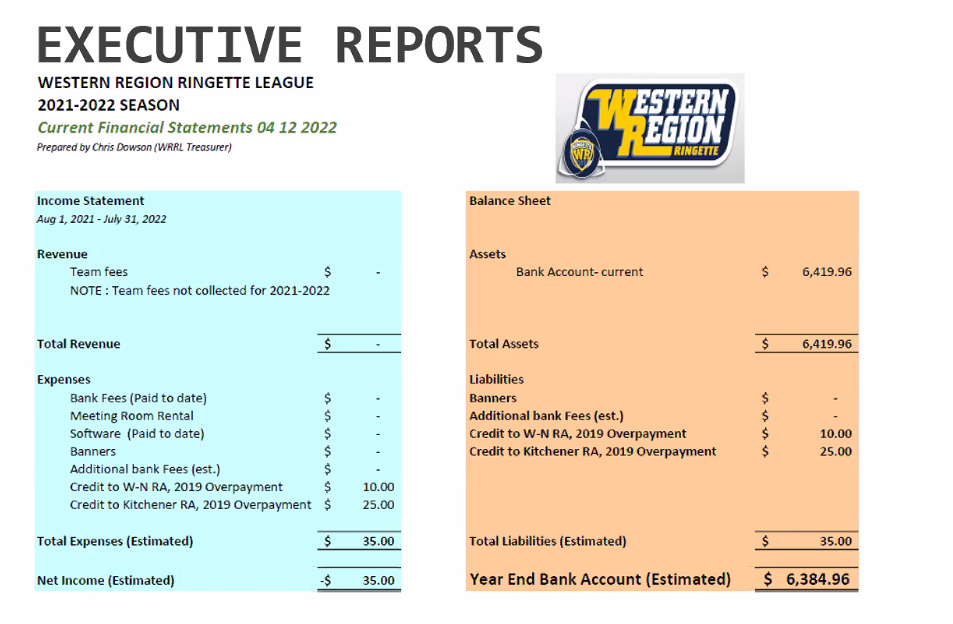 EXECUTIVE REPORTS
WESTERN REGION RINGETTE LEAGUE
2021-2022 SEASON
Current Financial Statements 04 12 2022
Prepared by Chris Dowson (WRRL Treasurer)
WESTERN
REGION
RINGETTE
WR
Income Statement
Aug 1, 2021 - July 31, 2022
Revenue
Team fees $ -
NOTE : Team fees not collected for 2021-2022
Total Revenue $ -
Expenses
Bank Fees (Paid to date) $ -
Meeting Room Rental $ -
Software (Paid to date) $ -
Banners $ -
Additional bank Fees (est.) $ -
Credit to W-N RA, 2019 Overpayment $ 10.00
Credit to Kitchener RA, 2019 Overpayment $ 25.00
Total Expenses (Estimated) $ 35.00
Net Income (Estimated) -$ 35.00
Balance Sheet
Assets
Bank Account- current $ 6,419.96
Total Assets $ 6,419.96
Liabilities
Banners $ -
Additional bank Fees (est.) $ -
Credit to W-N RA, 2019 Overpayment $ 10.00
Credit to Kitchener RA, 2019 Overpayment $ 25.00
Total Liabilities (Estimated) $ 35.00
Year End Bank Account (Estimated) $ 6,384.96